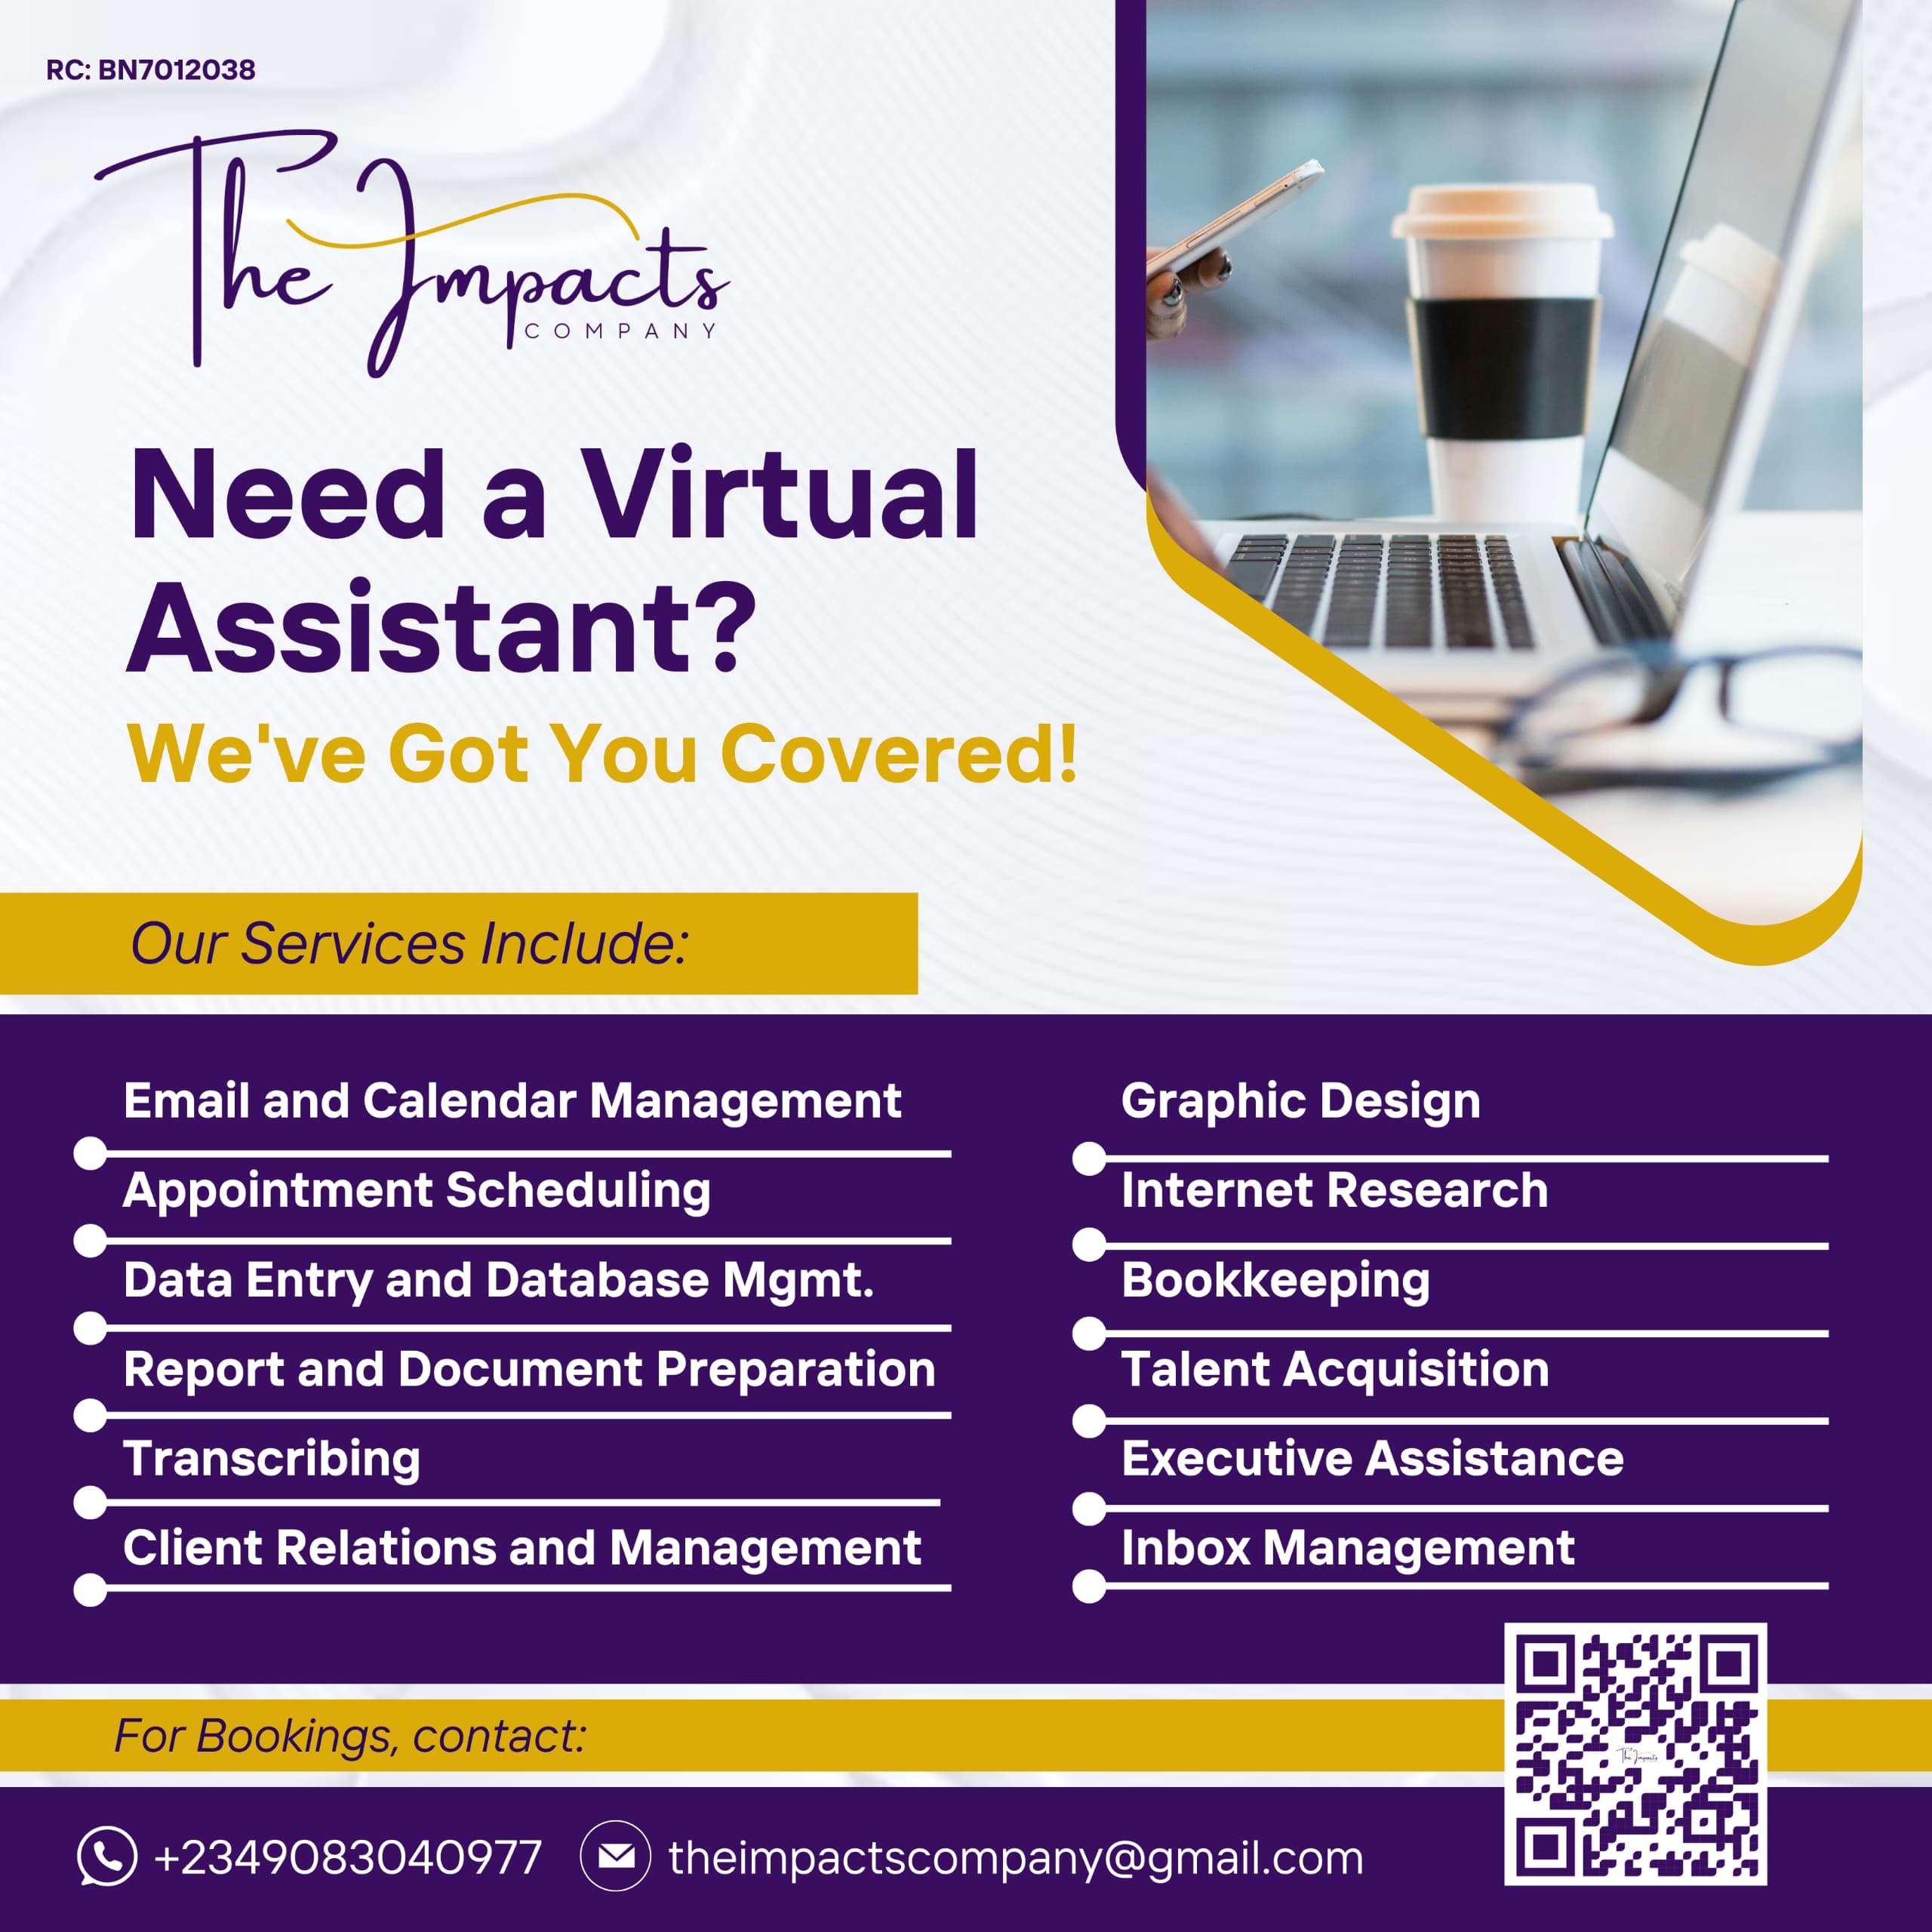 RC: BN7012038
The Impacts
COMPANY
Need a Virtual
Assistant?
We've Got You Covered!
Our Services Include:
Email and Calendar Management
Appointment Scheduling
Data Entry and Database Mgmt.
Report and Document Preparation
Transcribing
Client Relations and Management
Graphic Design
Internet Research
Bookkeeping
Talent Acquisition
Executive Assistance
Inbox Management
For Bookings, contact:
The Impacts
+2349083040977 theimpactscompany@gmail.com